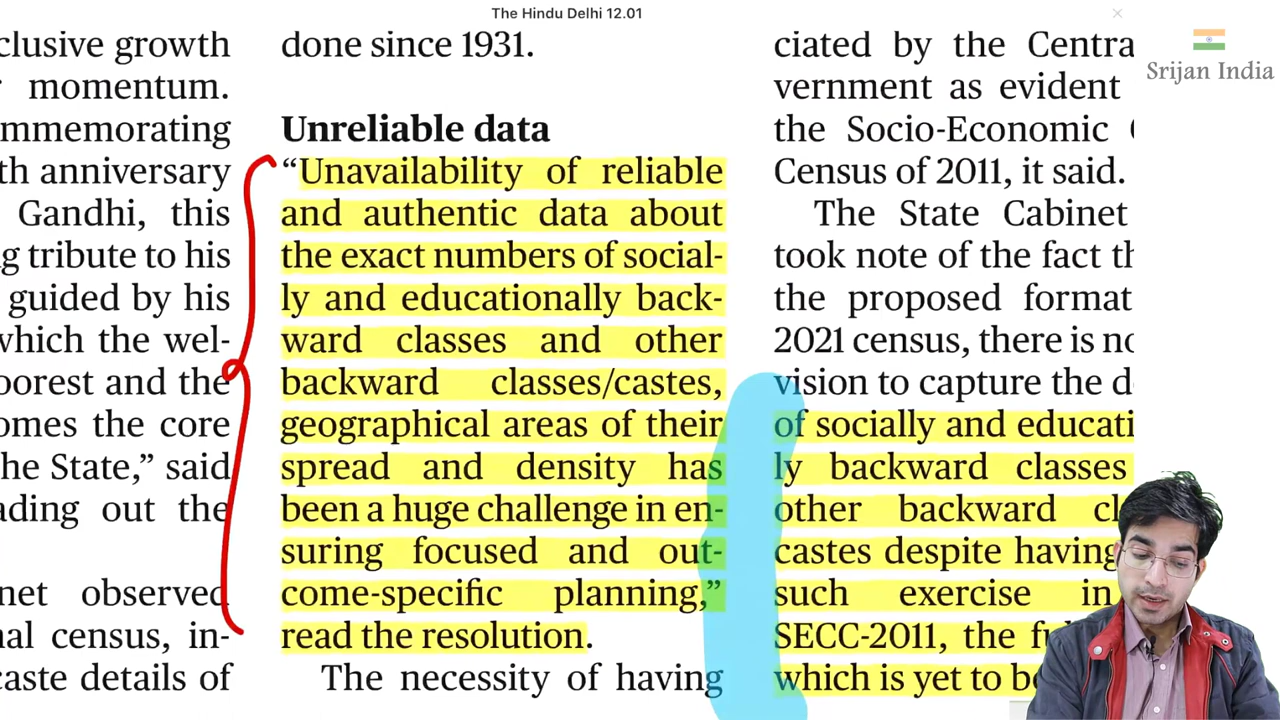 The Hindu Delhi 12.01
Srijan India
clusive growth
momentum.
mmemorating
th anniversary
Gandhi, this
g tribute to his
guided by his
which the wel-
oorest and the
omes the core
he State,” said
ading out the
net observed
al census, in-
caste details of
done since 1931.
Unreliable data
“Unavailability of reliable
and authentic data about
the exact numbers of social-
ly and educationally back-
ward classes and other
backward classes/castes,
geographical areas of their
spread and density has
been a huge challenge in en-
suring focused and out-
come-specific planning,”
read the resolution.
The necessity of having
ciated by the Centra
vernment as evident
the Socio-Economic
Census of 2011, it said.
The State Cabinet
took note of the fact th
the proposed format
2021 census, there is no
vision to capture the d
of socially and educati
ly backward classes
other backward cl
castes despite having
such exercise in
SECC-2011, the fu
which is yet to b